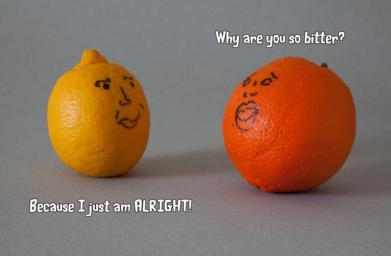 Why are you so bitter?
Because I just am ALRIGHT!